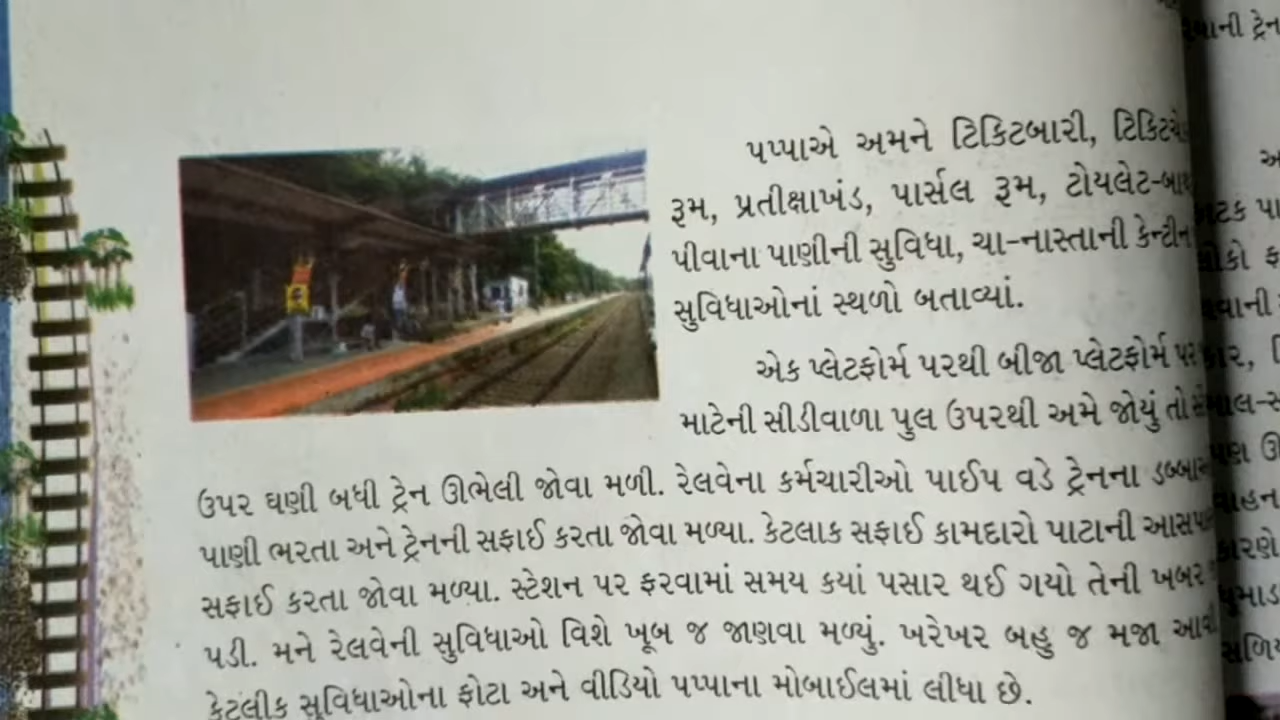 પપ્પાએ અમને ટિકિટબારી,
રૂમ, પ્રતીક્ષાખંડ, પાર્સલ રૂમ,
પીવાના પાણીની સુવિધા, ચા-નાસ્તાની
સુવિધાઓનાં સ્થળો બતાવ્યાં.
એક પ્લેટફોર્મ પરથી બીજા પ્લેટફોર્મ
માટેની સીડીવાળા પુલ ઉપરથી અમે જોયું તો
ઉપર ઘણી બધી ટ્રેન ઊભેલી જોવા મળી. રેલવેના કર્મચારીઓ પાઈપ વડે ટ્રેનના
પાણી ભરતા અને ટ્રેનની સફાઈ કરતા જોવા મળ્યા. કેટલાક સફાઈ કામદારો પાટાની
સફાઈ કરતા જોવા મળ્યા. સ્ટેશન પર ફરવામાં સમય કયાં પસાર થઈ ગયો તેની ખબર
પડી. મને રેલવેની સુવિધાઓ વિશે ખૂબ જ જાણવા મળ્યું. ખરેખર બહુ જ મજા
કેટલીક સુવિધાઓના ફોટા અને વીડિયો પપ્પાના મોબાઈલમાં લીધા છે.